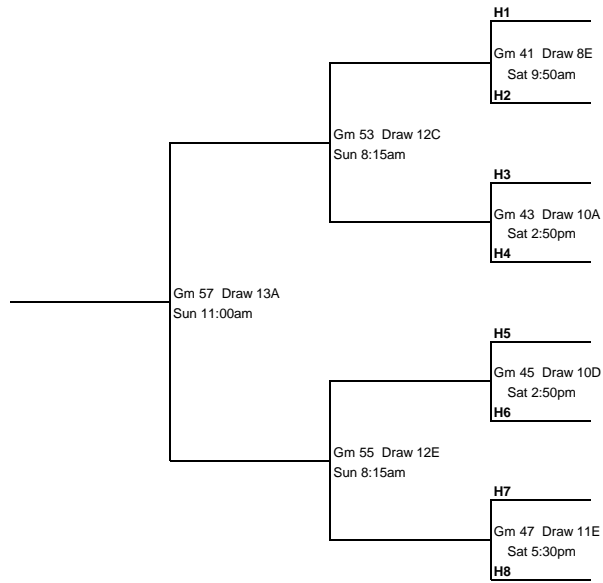 H1
Gm 41 Draw 8E
Sat 9:50am
H2
Gm 53 Draw 12C
Sun 8:15am
H3
Gm 43 Draw 10A
Sat 2:50pm
H4
Gm 57 Draw 13A
Sun 11:00am
H5
Gm 45 Draw 10D
Sat 2:50pm
H6
Gm 55 Draw 12E
Sun 8:15am
H7
Gm 47 Draw 11E
Sat 5:30pm
H8